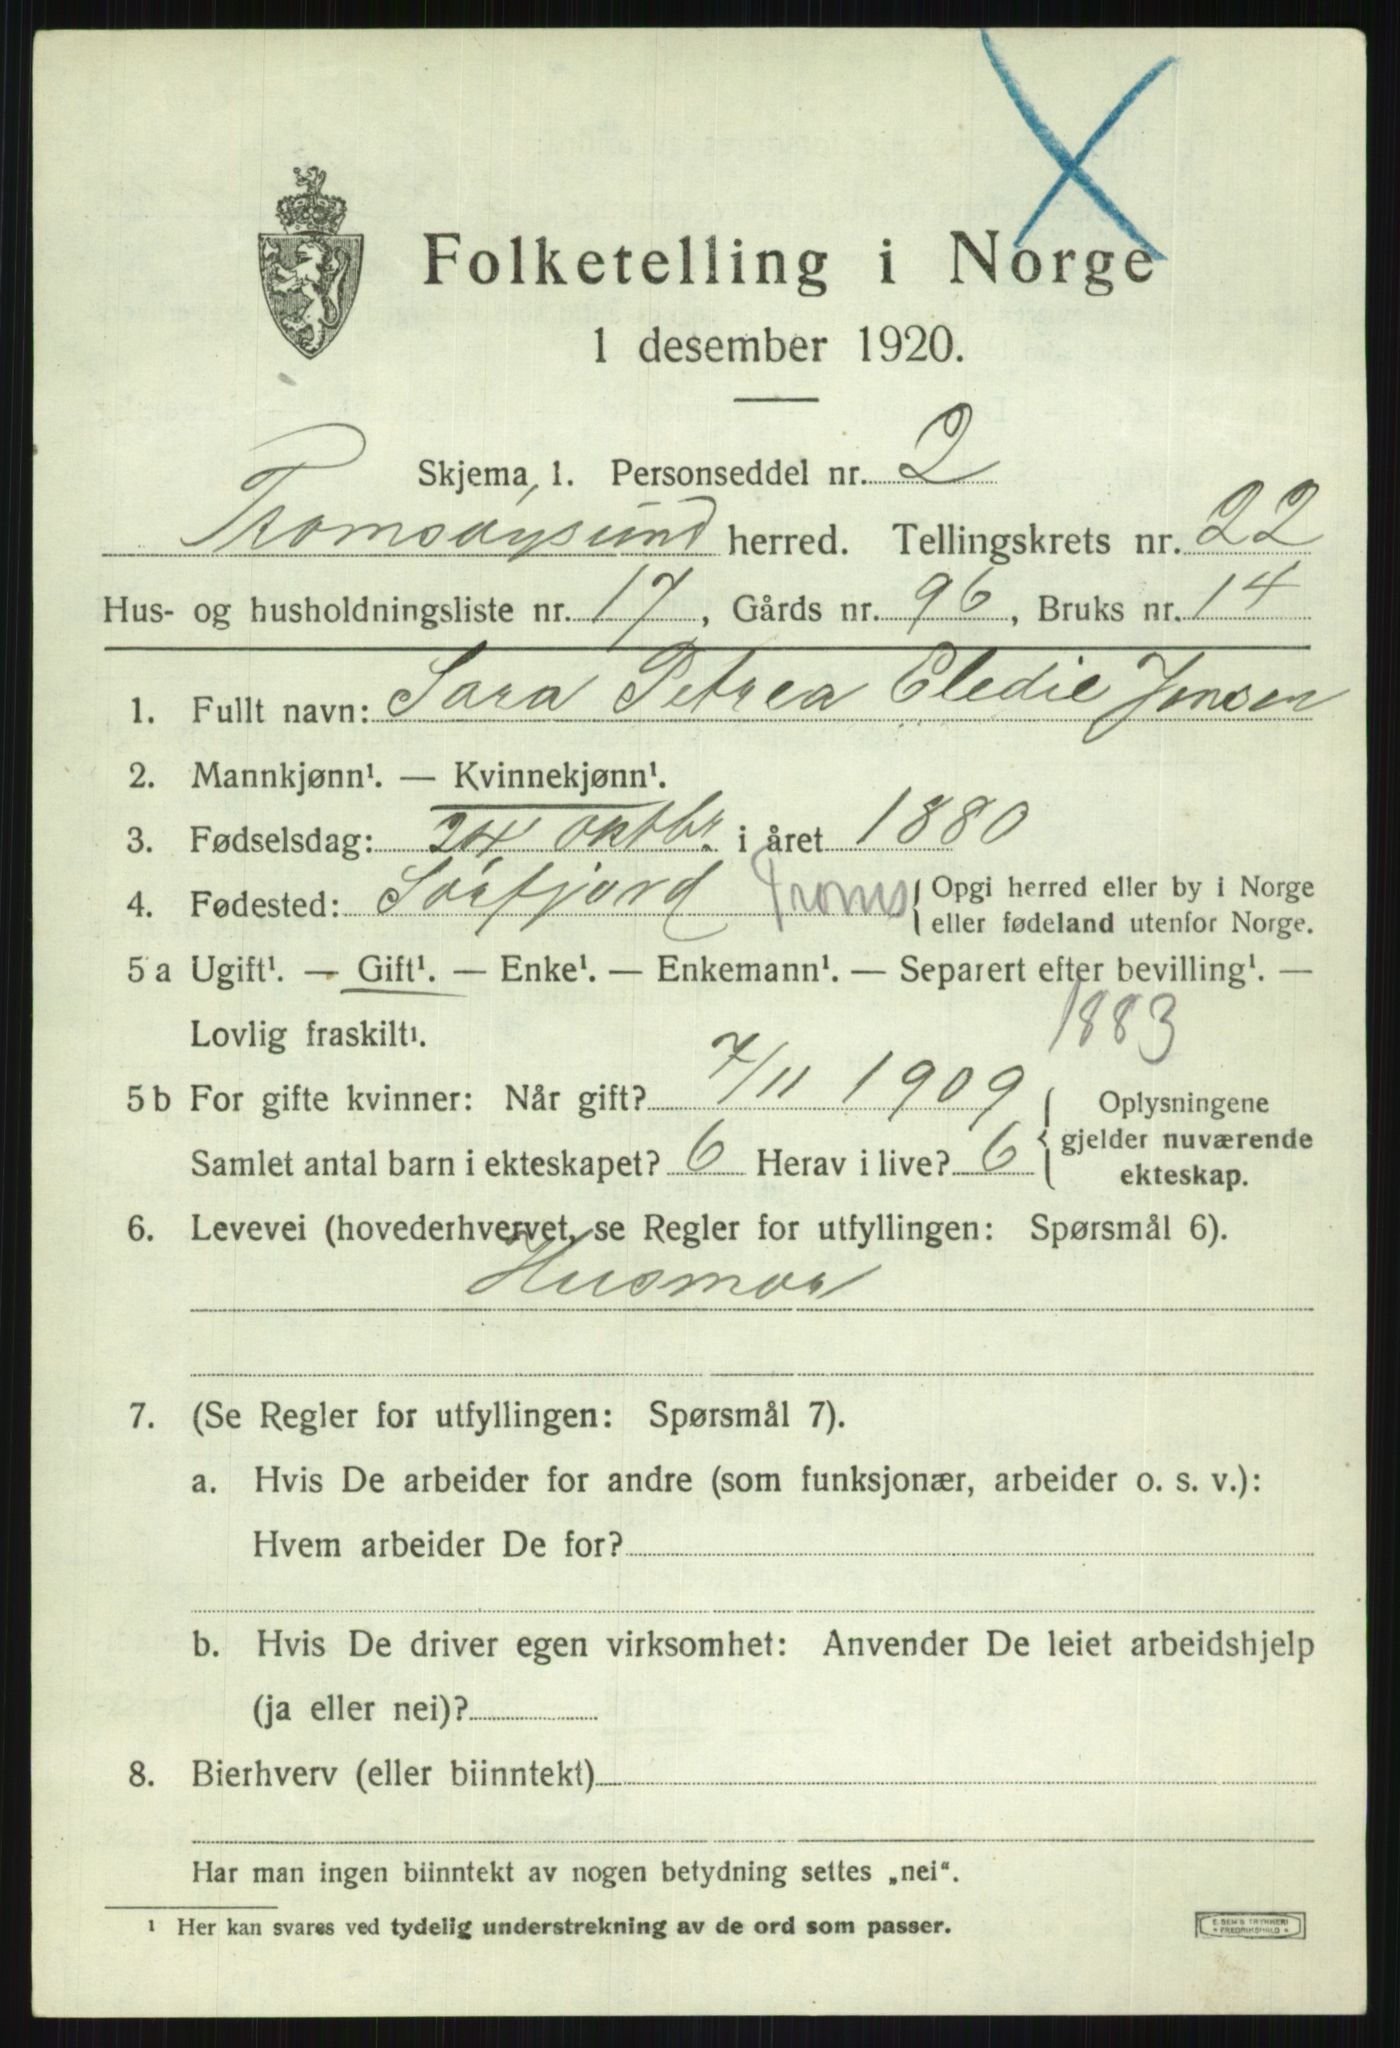 Folketelling i Norge
1 desember 1920.
Skjema 1. Personseddel nr. 2
Tromsøysund herred. Tellingskrets nr. 22
Hus- og husholdningsliste nr. 17, Gårds nr. 96, Bruks nr. 14
1. Fullt navn: Sara Petrea Eledie Jensen
2. Mannkjønn¹. — Kvinnekjønn¹.
3. Fødselsdag: 24 oktbr. i året 1880
4. Fødested: Sörfjord Troms { Opgi herred eller by i Norge
eller fødeland utenfor Norge.
5 a Ugift¹. — Gift¹. — Enke¹. — Enkemann¹. — Separert efter bevilling¹. —
Lovlig fraskilt¹. 1883
5 b For gifte kvinner: Når gift? 7/11 1909
Samlet antal barn i ekteskapet? 6 Herav i live? 6
Oplysningene
gjelder nuværende
ekteskap.
6. Levevei (hovederhvervet, se Regler for utfyllingen: Spørsmål 6).
Husmor
7. (Se Regler for utfyllingen: Spørsmål 7).
a. Hvis De arbeider for andre (som funksjonær, arbeider o. s. v.):
Hvem arbeider De for?
b. Hvis De driver egen virksomhet: Anvender De leiet arbeidshjelp
(ja eller nei)?
8. Bierhverv (eller biinntekt)
Har man ingen biinntekt av nogen betydning settes „nei“.
¹ Her kan svares ved tydelig understrekning av de ord som passer.
E. SEM'S TRYKKERI
* FREDRIKSHALD *